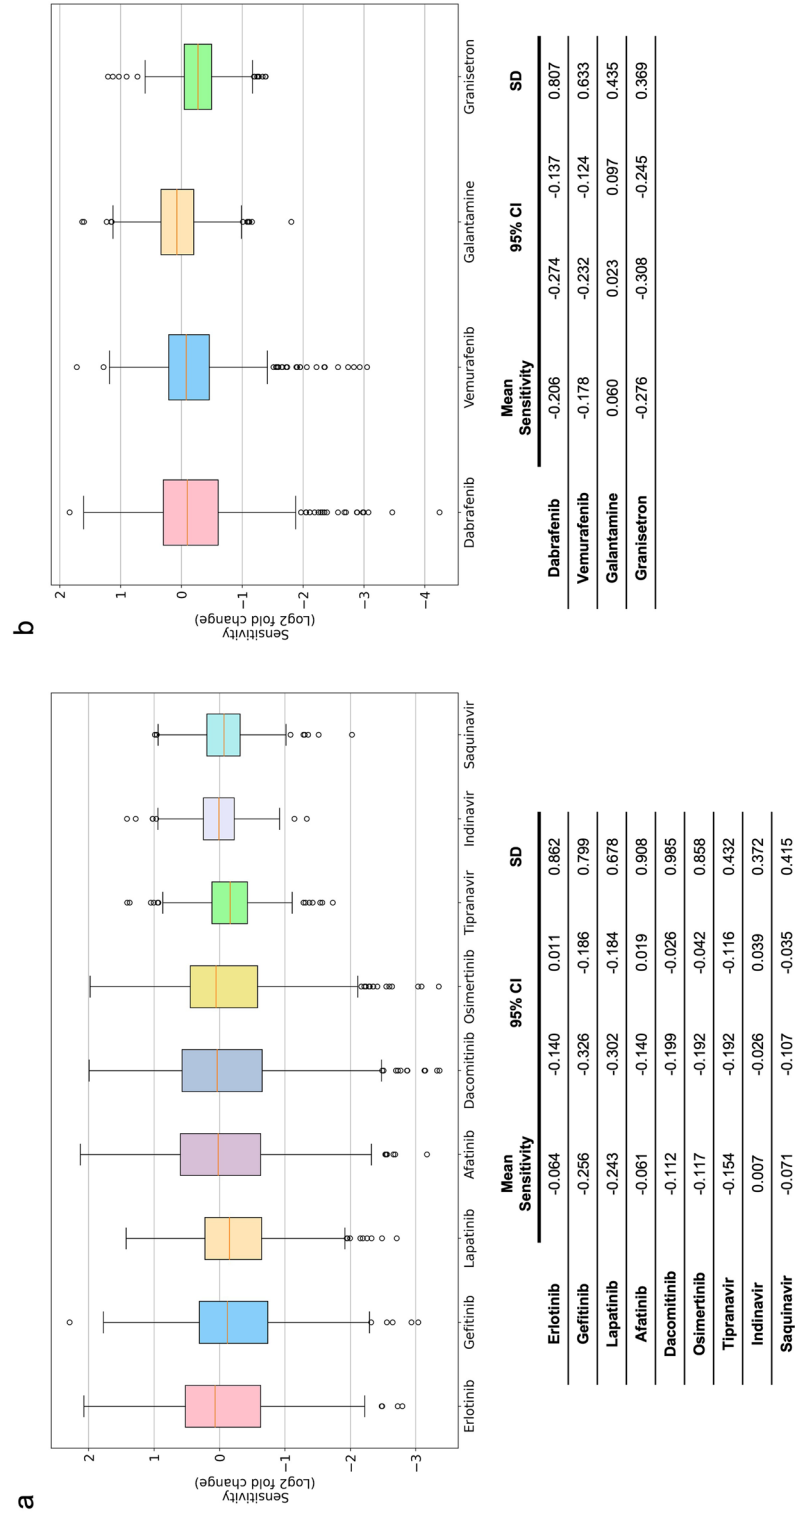 a
Sensitivity
(Log2 fold change)
2
1
0
−1
−2
−3
Erlotinib Gefitinib Lapatinib Afatinib Dacomitinib Osimertinib Tipranavir Indinavir Saquinavir
Mean Sensitivity 95% CI SD
Erlotinib -0.064 -0.140 0.011 0.862
Gefitinib -0.256 -0.326 -0.186 0.799
Lapatinib -0.243 -0.302 -0.184 0.678
Afatinib -0.061 -0.140 0.019 0.908
Dacomitinib -0.112 -0.199 -0.026 0.985
Osimertinib -0.117 -0.192 -0.042 0.858
Tipranavir -0.154 -0.192 -0.116 0.432
Indinavir 0.007 -0.026 0.039 0.372
Saquinavir -0.071 -0.107 -0.035 0.415
b
Sensitivity
(Log2 fold change)
2
1
0
−1
−2
−3
−4
Dabrafenib Vemurafenib Galantamine Granisetron
Mean Sensitivity 95% CI SD
Dabrafenib -0.206 -0.274 -0.137 0.807
Vemurafenib -0.178 -0.232 -0.124 0.633
Galantamine 0.060 0.023 0.097 0.435
Granisetron -0.276 -0.308 -0.245 0.369